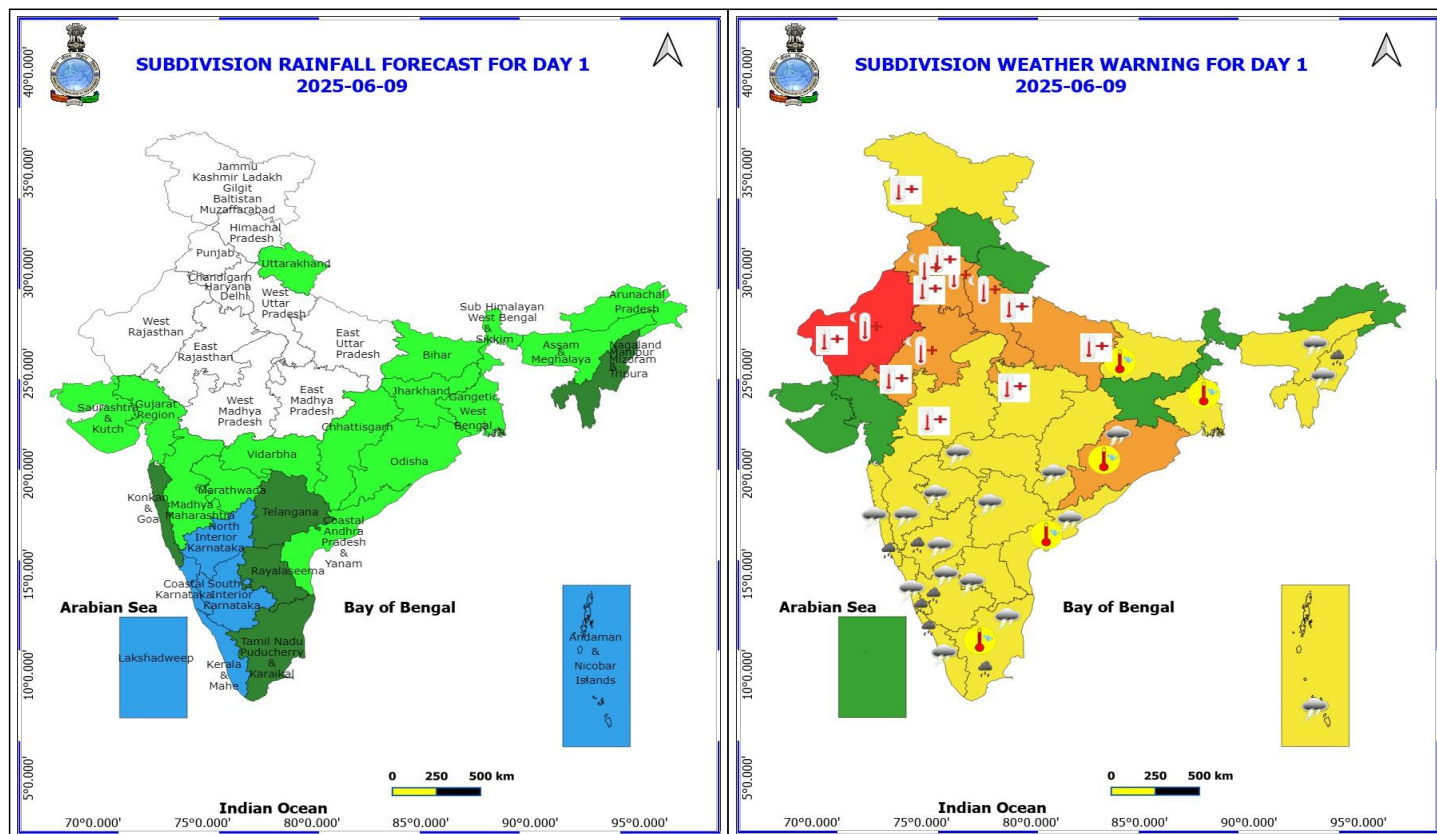 SUBDIVISION RAINFALL FORECAST FOR DAY 1
2025-06-09
40°0.000'
35°0.000'
30°0.000'
25°0.000'
20°0.000'
15°0.000'
10°0.000'
5°0.000'
Jammu
Kashmir Ladakh
Gilgit
Baltistan
Muzaffarabad
Himachal
Pradesh
Punjab
Uttarakhand
Chandigarh
Haryana
Delhi
West
Uttar
Pradesh
West
Rajasthan
East
Rajasthan
East
Uttar
Pradesh
Sub Himalayan
West Bengal
&
Sikkim
Arunachal
Pradesh
Assam
&
Meghalaya
Nagaland
Manipur
Mizoram
&
Tripura
Bihar
Jharkhand
Gangetic
West
Bengal
Saurashtra
&
Kutch
Gujarat
Region
West
Madhya
Pradesh
East
Madhya
Pradesh
Chhattisgarh
Vidarbha
Odisha
Konkan
&
Goa
Marathwada
Madhya
Maharashtra
Telangana
North
Interior
Karnataka
Coastal
Andhra
Pradesh
&
Yanam
Rayalaseema
Coastal
Karnataka
South
Interior
Karnataka
Arabian Sea
Bay of Bengal
Lakshadweep
Kerala
&
Mahe
Tamil Nadu
Puducherry
&
Karaikal
Andaman
&
Nicobar
Islands
0 250 500 km
Indian Ocean
70°0.000' 75°0.000' 80°0.000' 85°0.000' 90°0.000' 95°0.000'
SUBDIVISION WEATHER WARNING FOR DAY 1
2025-06-09
40°0.000'
35°0.000'
30°0.000'
25°0.000'
20°0.000'
15°0.000'
10°0.000'
5°0.000'
Arabian Sea
Bay of Bengal
0 250 500 km
Indian Ocean
70°0.000' 75°0.000' 80°0.000' 85°0.000' 90°0.000' 95°0.000'